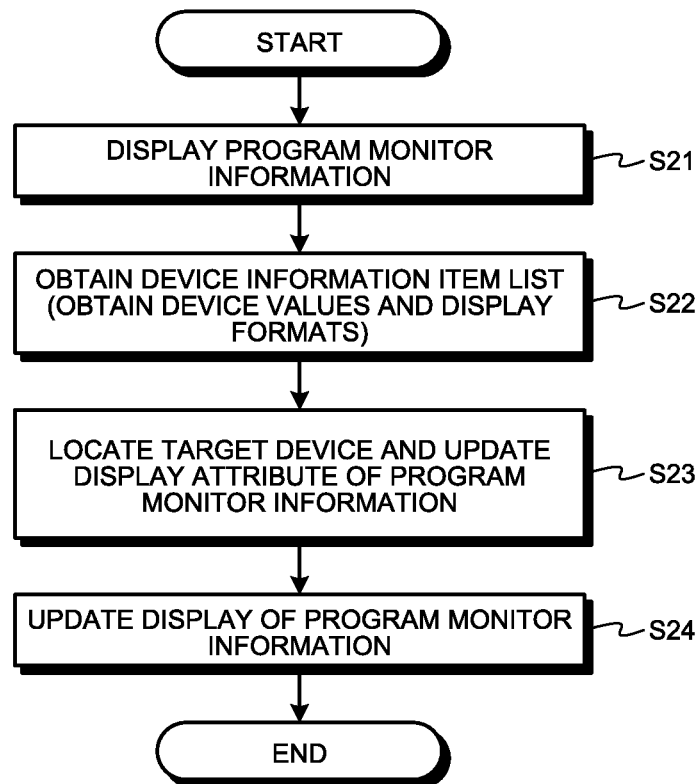 START
DISPLAY PROGRAM MONITOR
INFORMATION
S21
OBTAIN DEVICE INFORMATION ITEM LIST
(OBTAIN DEVICE VALUES AND DISPLAY
FORMATS)
S22
LOCATE TARGET DEVICE AND UPDATE
DISPLAY ATTRIBUTE OF PROGRAM
MONITOR INFORMATION
S23
UPDATE DISPLAY OF PROGRAM MONITOR
INFORMATION
S24
END